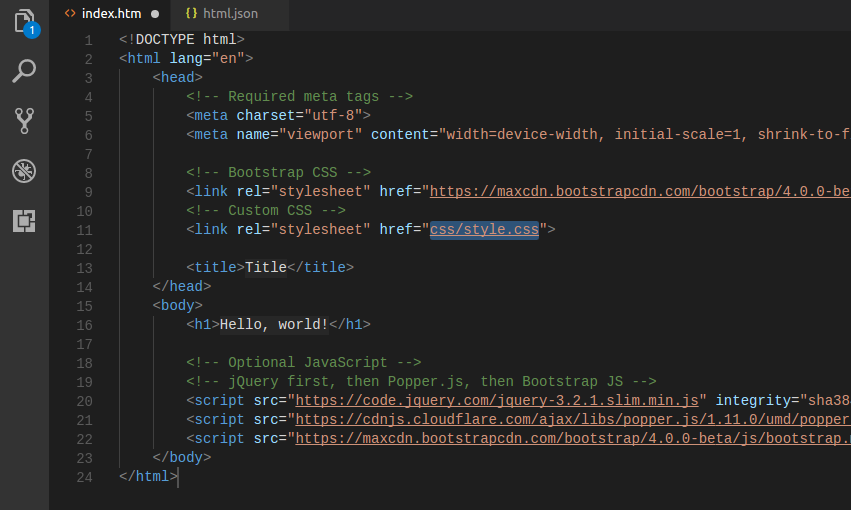 <> index.htm ● {} html.json
1
1 <!DOCTYPE html>
2 <html lang="en">
3 <head>
4 <!-- Required meta tags -->
5 <meta charset="utf-8">
6 <meta name="viewport" content="width=device-width, initial-scale=1, shrink-to-f
7
8 <!-- Bootstrap CSS -->
9 <link rel="stylesheet" href="https://maxcdn.bootstrapcdn.com/bootstrap/4.0.0-be
10 <!-- Custom CSS -->
11 <link rel="stylesheet" href="css/style.css">
12
13 <title>Title</title>
14 </head>
15 <body>
16 <h1>Hello, world!</h1>
17
18 <!-- Optional JavaScript -->
19 <!-- jQuery first, then Popper.js, then Bootstrap JS -->
20 <script src="https://code.jquery.com/jquery-3.2.1.slim.min.js" integrity="sha38
21 <script src="https://cdnjs.cloudflare.com/ajax/libs/popper.js/1.11.0/umd/popper
22 <script src="https://maxcdn.bootstrapcdn.com/bootstrap/4.0.0-beta/js/bootstrap.
23 </body>
24 </html>